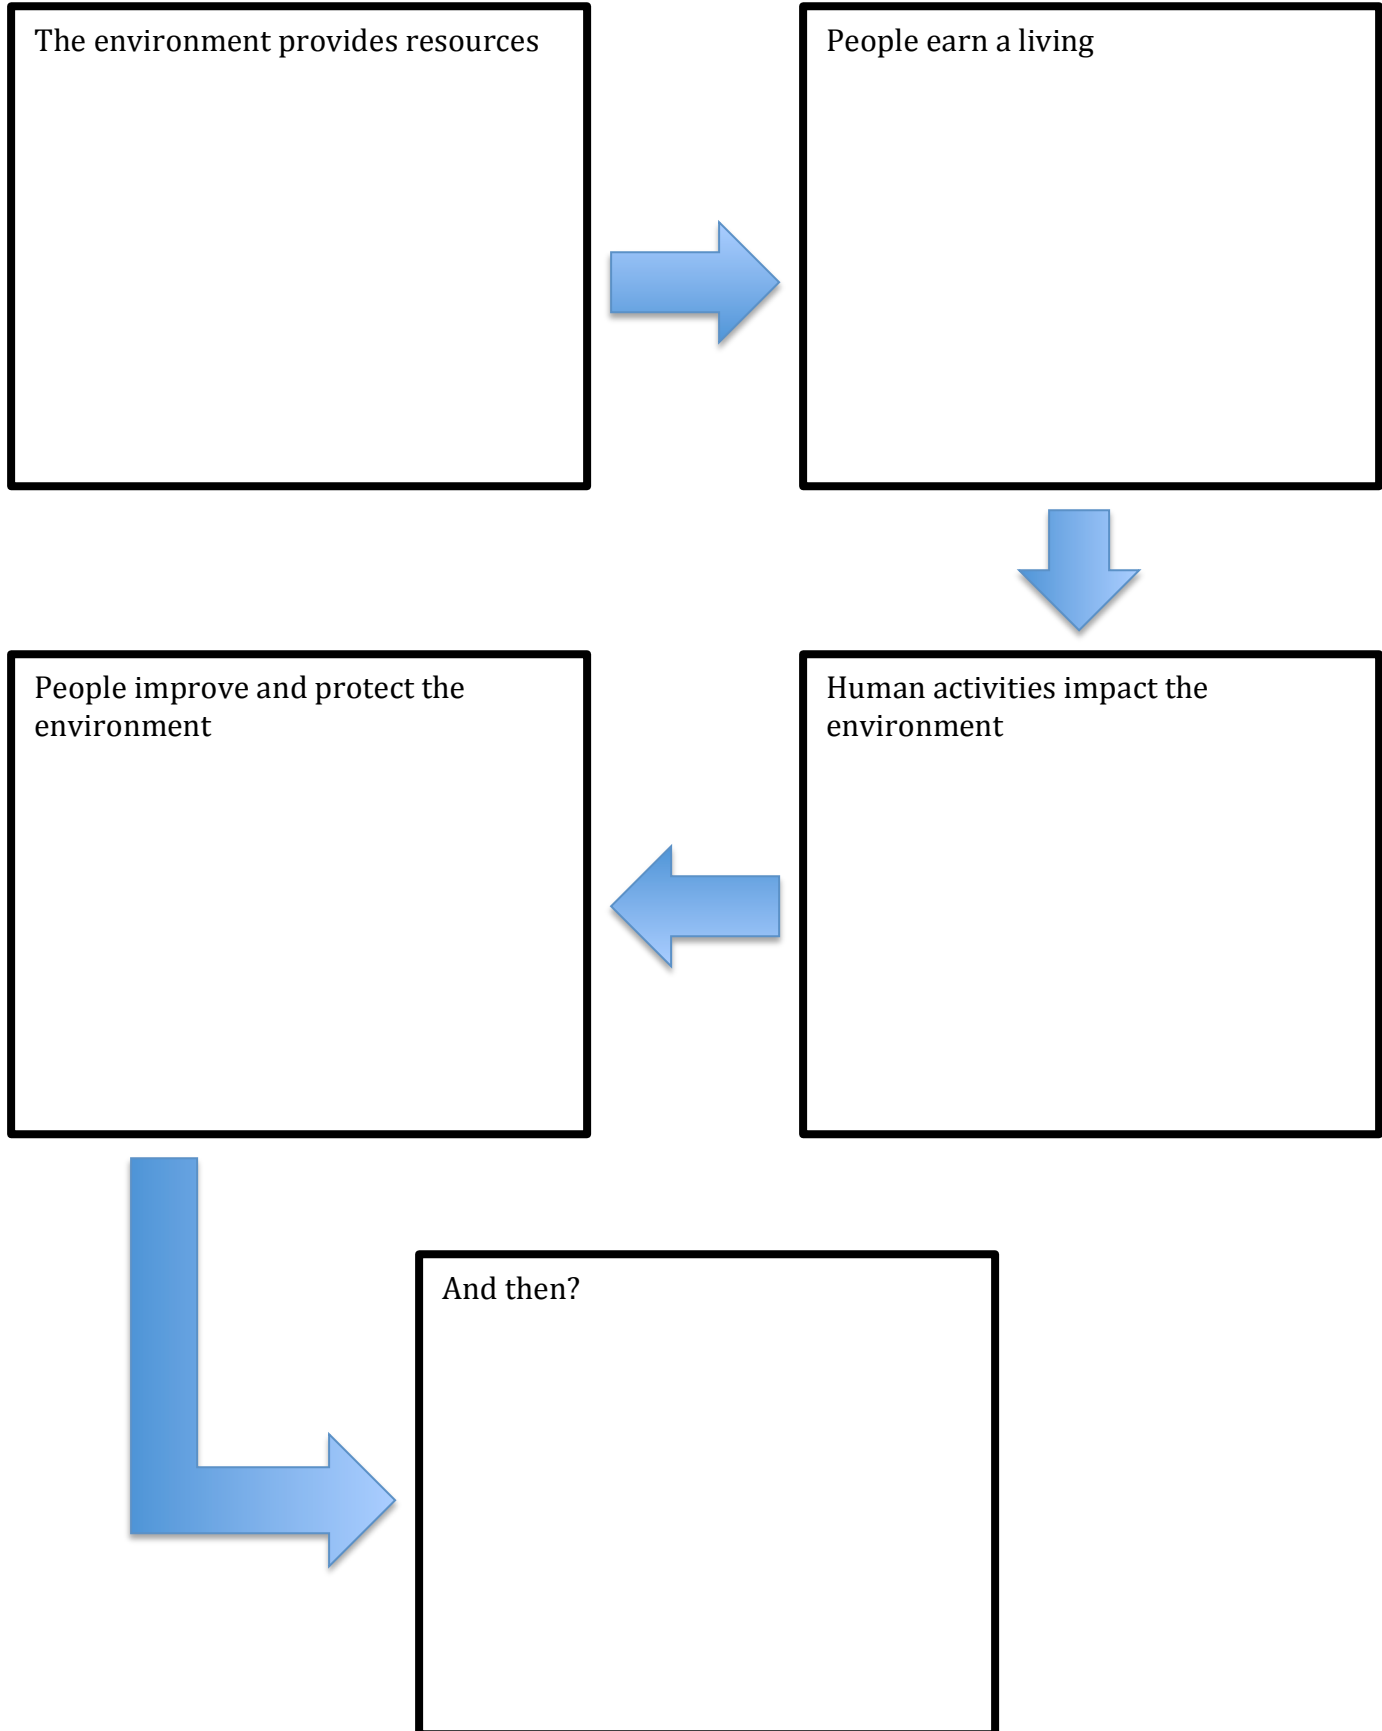 The environment provides resources
People earn a living
Human activities impact the
environment
People improve and protect the
environment
And then?